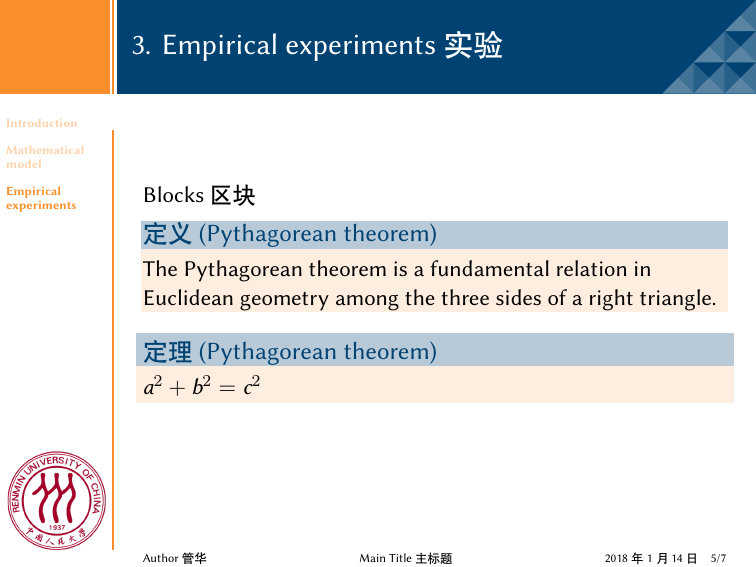 3. Empirical experiments 实验
Introduction
Mathematical
model
Empirical
experiments
Blocks 区块
定义 (Pythagorean theorem)
The Pythagorean theorem is a fundamental relation in
Euclidean geometry among the three sides of a right triangle.
定理 (Pythagorean theorem)
a² + b² = c²
RENMIN UNIVERSITY OF CHINA
1937
中国人民大学
Author 管华
Main Title 主标题
2018 年 1 月 14 日 5/7